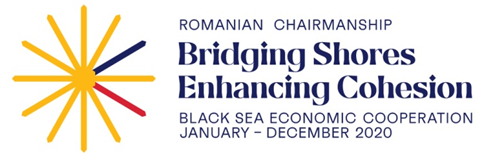 ROMANIAN CHAIRMANSHIP
Bridging Shores
Enhancing Cohesion
BLACK SEA ECONOMIC COOPERATION
JANUARY – DECEMBER 2020